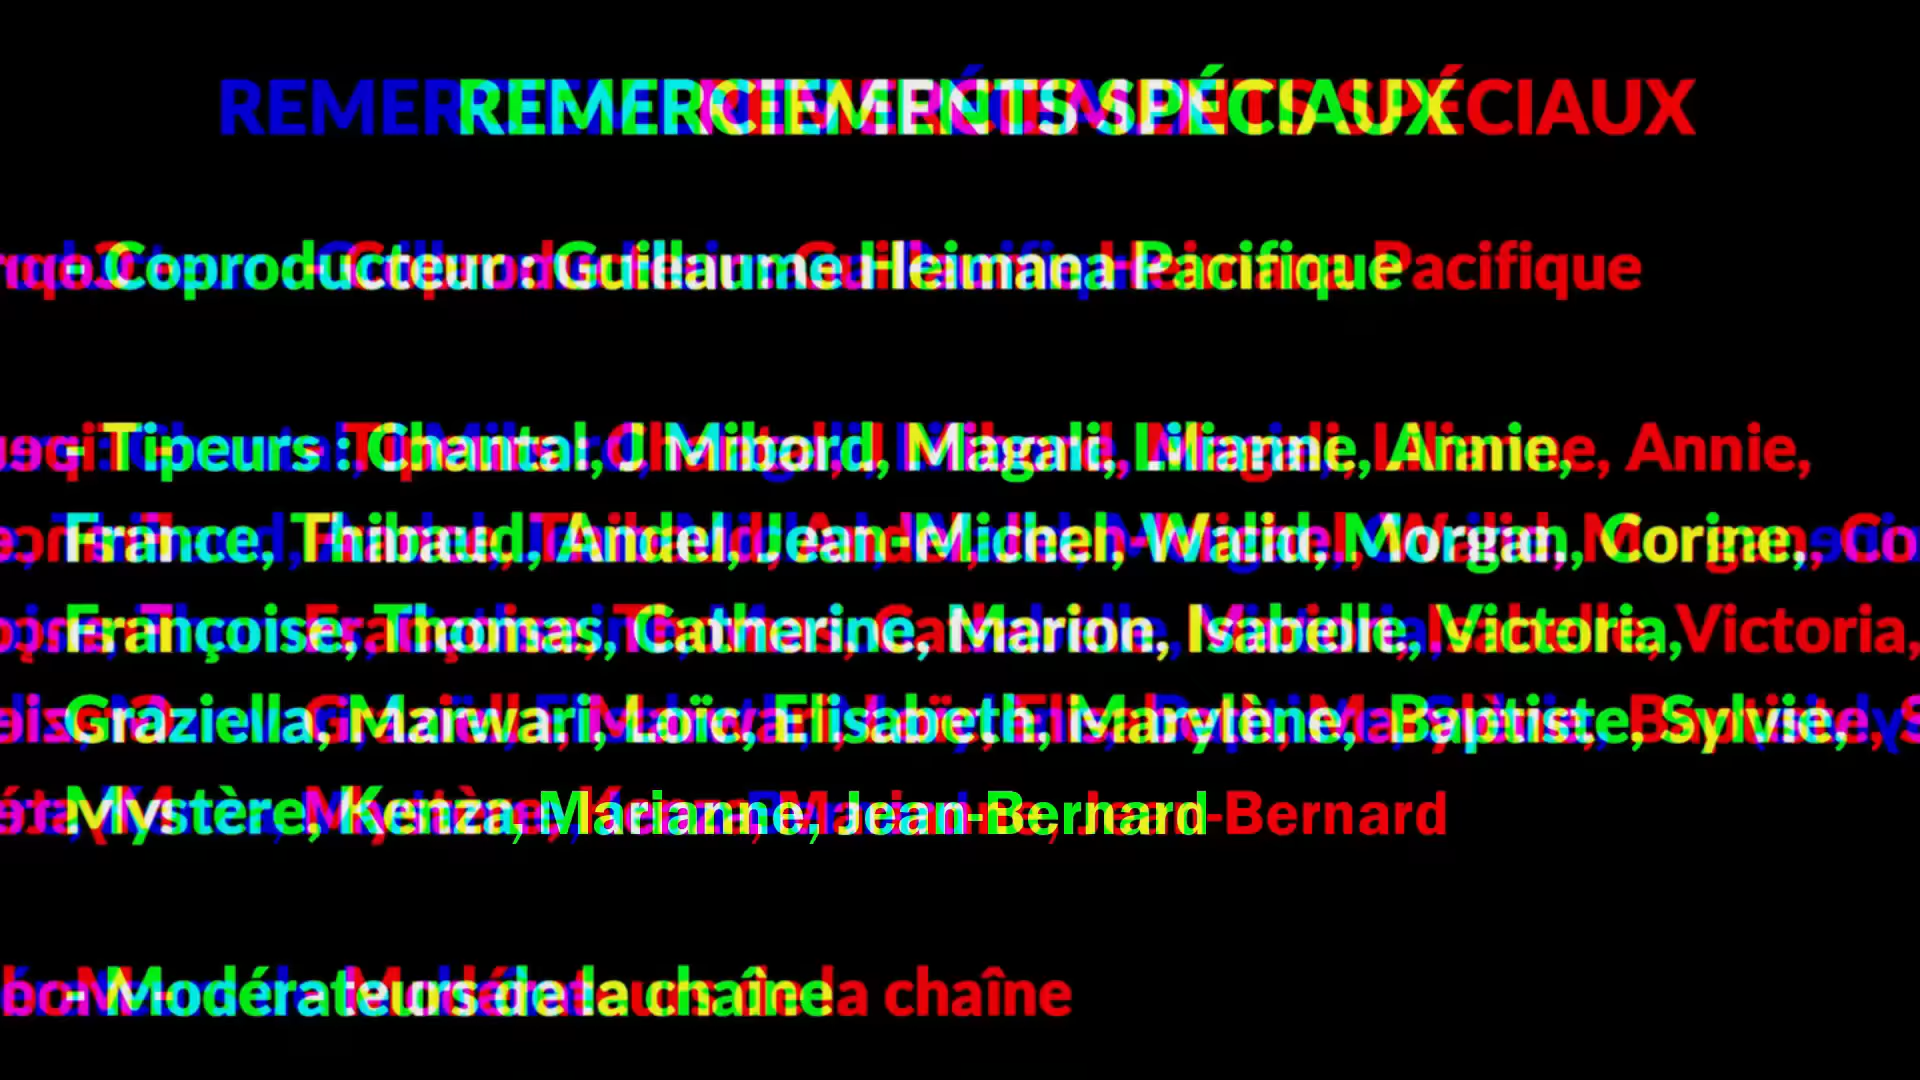 REMERCIEMENTS SPÉCIAUX
- Coproducteur : Guillaume Heimana Pacifique
- Tipeurs : Chantal, J Mibord, Magali, Liliane, Annie,
France, Thibaud, Andel, Jean-Michel, Walid, Morgan, Corine,
Françoise, Thomas, Catherine, Marion, Isabelle, Victoria,
Graziella, Marwari, Loïc, Elisabeth, Marylène, Baptiste, Sylvie,
Mystère, Kenza, Marianne, Jean-Bernard
- Modérateurs de la chaîne